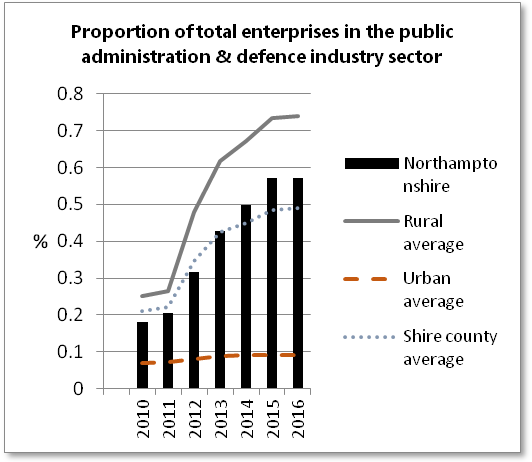 Proportion of total enterprises in the public
administration & defence industry sector
0.8
0.7
0.6
0.5
0.4
0.3
0.2
0.1
0
%
2010
2011
2012
2013
2014
2015
2016
Northampto
nshire
Rural
average
Urban
average
Shire county
average